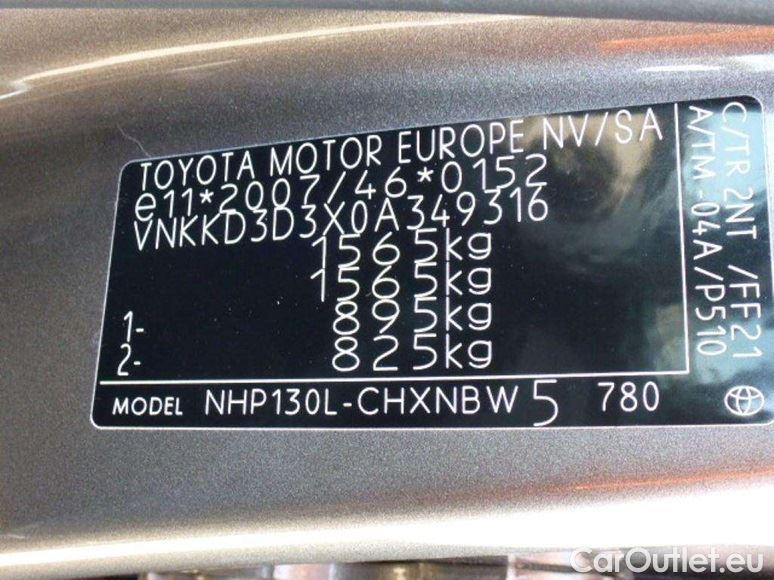 TOYOTA MOTOR EUROPE NV/SA
e11*2007/46*0152
VNKKD3D3X0A349316
1565kg
1565kg
1- 895kg
2- 825kg
MODEL NHP130L-CHXNBW 5 780
C/TR 2NT /FF21
A/TM -04A/P510
CarOutlet.eu